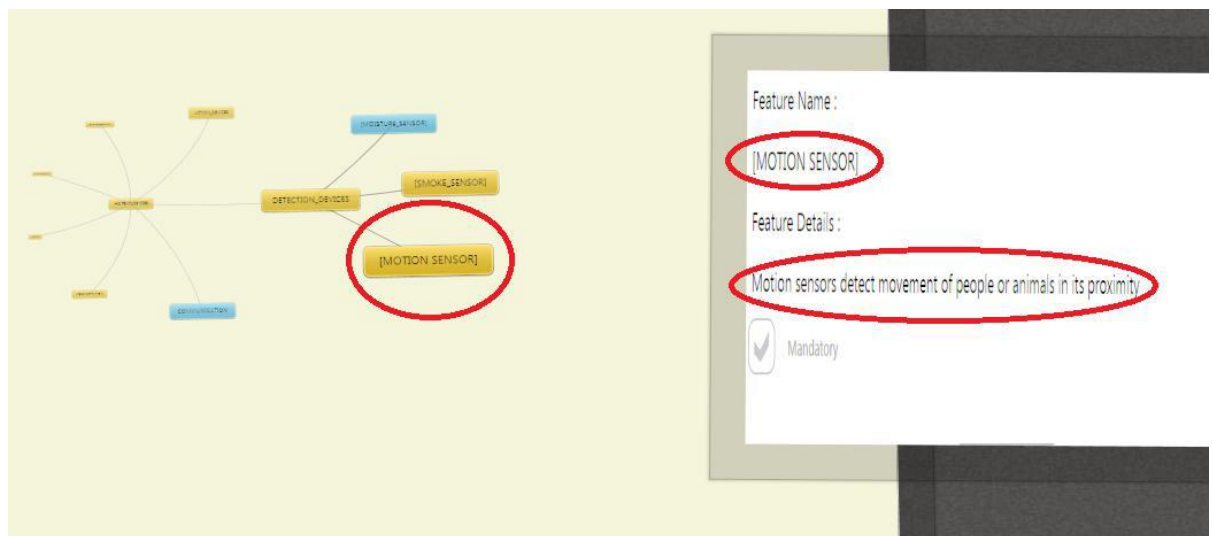 [MOISTURE_SENSOR]
[SMOKE_SENSOR]
DETECTION_DEVICES
[MOTION SENSOR]
COMMUNICATION
Feature Name :
[MOTION SENSOR]
Feature Details :
Motion sensors detect movement of people or animals in its proximity
Mandatory